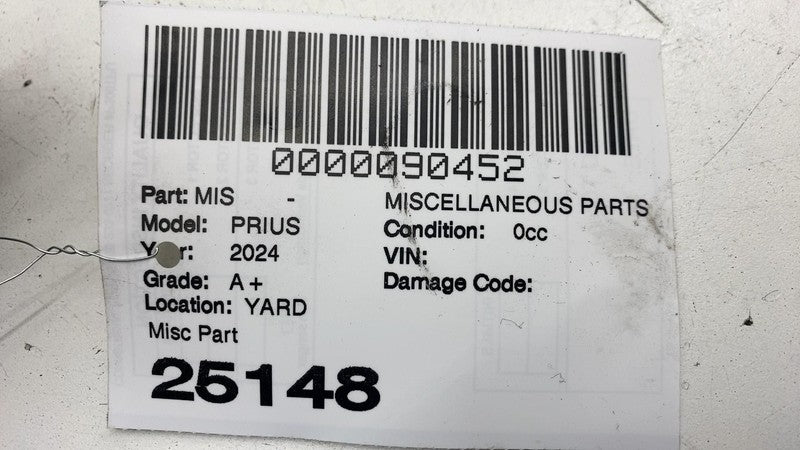 0000090452
Part: MIS - MISCELLANEOUS PARTS
Model: PRIUS Condition: 0cc
2024 VIN:
Grade: A+ Damage Code:
Location: YARD
Misc Part
25148